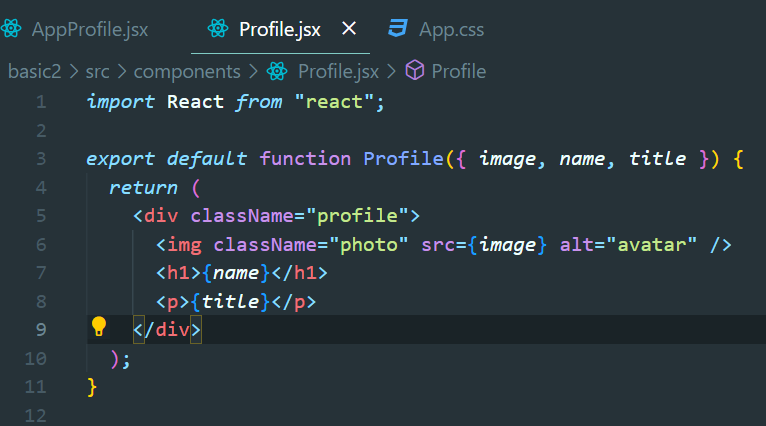 AppProfile.jsx Profile.jsx × App.css
basic2 > src > components > Profile.jsx > Profile
1 import React from "react";
2
3 export default function Profile({ image, name, title }) {
4   return (
5     <div className="profile">
6       <img className="photo" src={image} alt="avatar" />
7       <h1>{name}</h1>
8       <p>{title}</p>
9     </div>
10   );
11 }
12